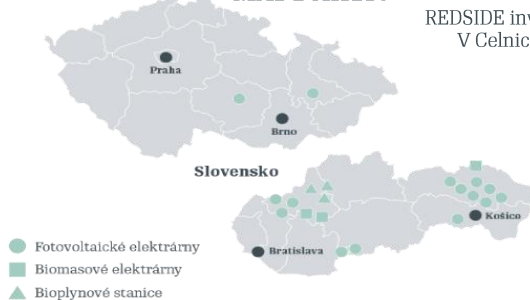 REDSIDE inv
V Celnic
Praha
Brno
Slovensko
Košice
Bratislava
Fotovoltaické elektrárny
Biomasové elektrárny
Bioplynové stanice